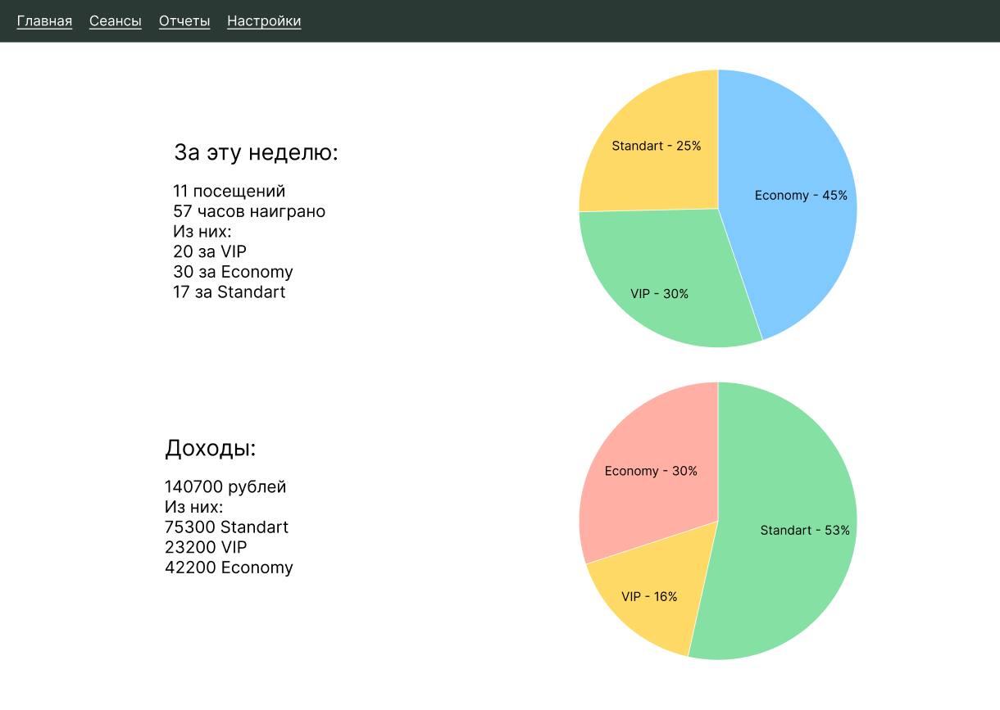 Главная Сеансы Отчеты Настройки
За эту неделю:
11 посещений
57 часов наиграно
Из них:
20 за VIP
30 за Economy
17 за Standart
Standart - 25%
Economy - 45%
VIP - 30%
Доходы:
140700 рублей
Из них:
75300 Standart
23200 VIP
42200 Economy
Economy - 30%
Standart - 53%
VIP - 16%